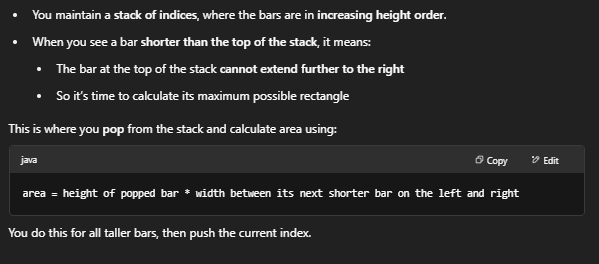 • You maintain a stack of indices, where the bars are in increasing height order.
• When you see a bar shorter than the top of the stack, it means:
• The bar at the top of the stack cannot extend further to the right
• So it's time to calculate its maximum possible rectangle
This is where you pop from the stack and calculate area using:
java Copy Edit
area = height of popped bar * width between its next shorter bar on the left and right
You do this for all taller bars, then push the current index.